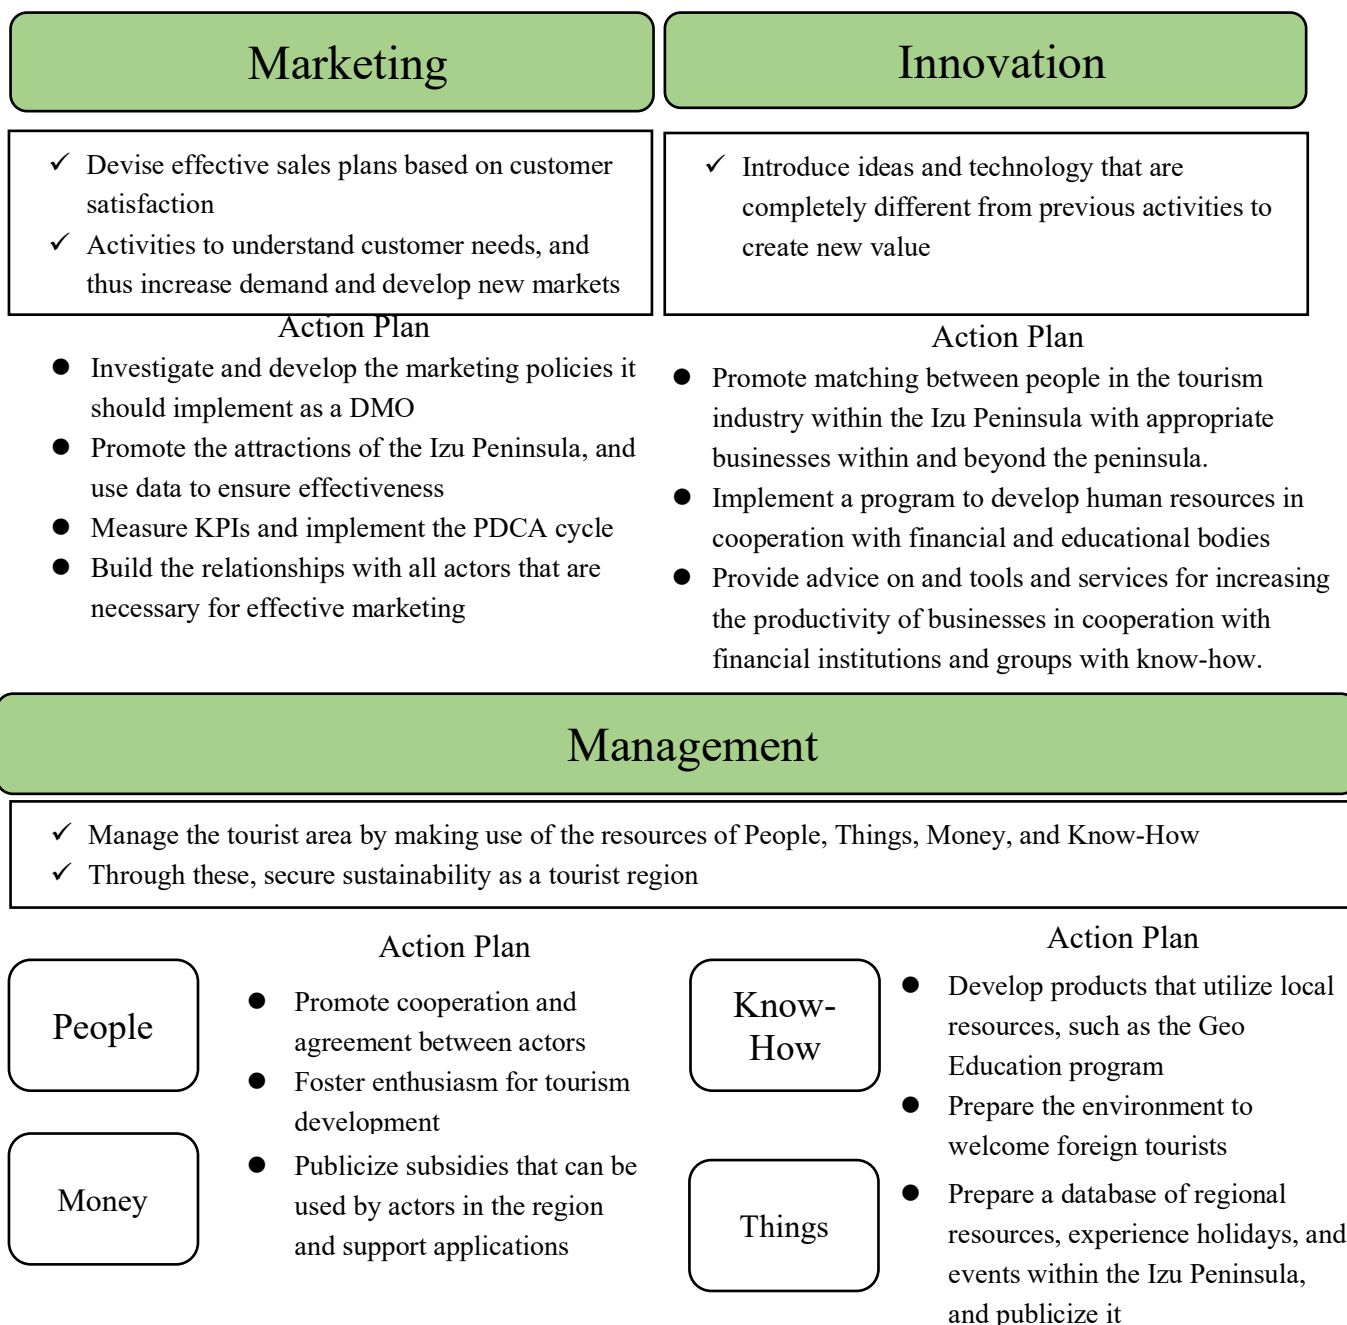 Marketing
✓ Devise effective sales plans based on customer
satisfaction
✓ Activities to understand customer needs, and
thus increase demand and develop new markets
Action Plan
● Investigate and develop the marketing policies it
should implement as a DMO
● Promote the attractions of the Izu Peninsula, and
use data to ensure effectiveness
● Measure KPIs and implement the PDCA cycle
● Build the relationships with all actors that are
necessary for effective marketing
Innovation
✓ Introduce ideas and technology that are
completely different from previous activities to
create new value
Action Plan
● Promote matching between people in the tourism
industry within the Izu Peninsula with appropriate
businesses within and beyond the peninsula.
● Implement a program to develop human resources in
cooperation with financial and educational bodies
● Provide advice on and tools and services for increasing
the productivity of businesses in cooperation with
financial institutions and groups with know-how.
Management
✓ Manage the tourist area by making use of the resources of People, Things, Money, and Know-How
✓ Through these, secure sustainability as a tourist region
Action Plan
People
● Promote cooperation and
agreement between actors
● Foster enthusiasm for tourism
development
Money
● Publicize subsidies that can be
used by actors in the region
and support applications
Action Plan
Know-
How
● Develop products that utilize local
resources, such as the Geo
Education program
● Prepare the environment to
welcome foreign tourists
Things
● Prepare a database of regional
resources, experience holidays, and
events within the Izu Peninsula,
and publicize it